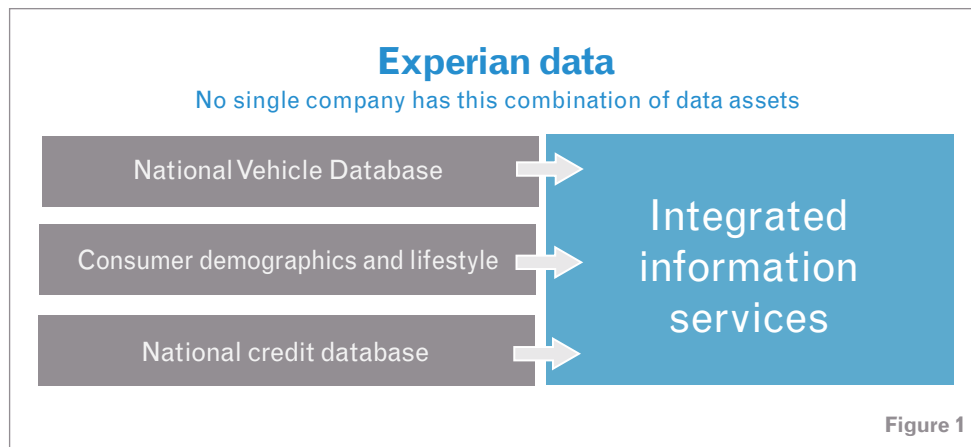 Experian data
No single company has this combination of data assets
National Vehicle Database
Consumer demographics and lifestyle
National credit database
Integrated
information
services
Figure 1